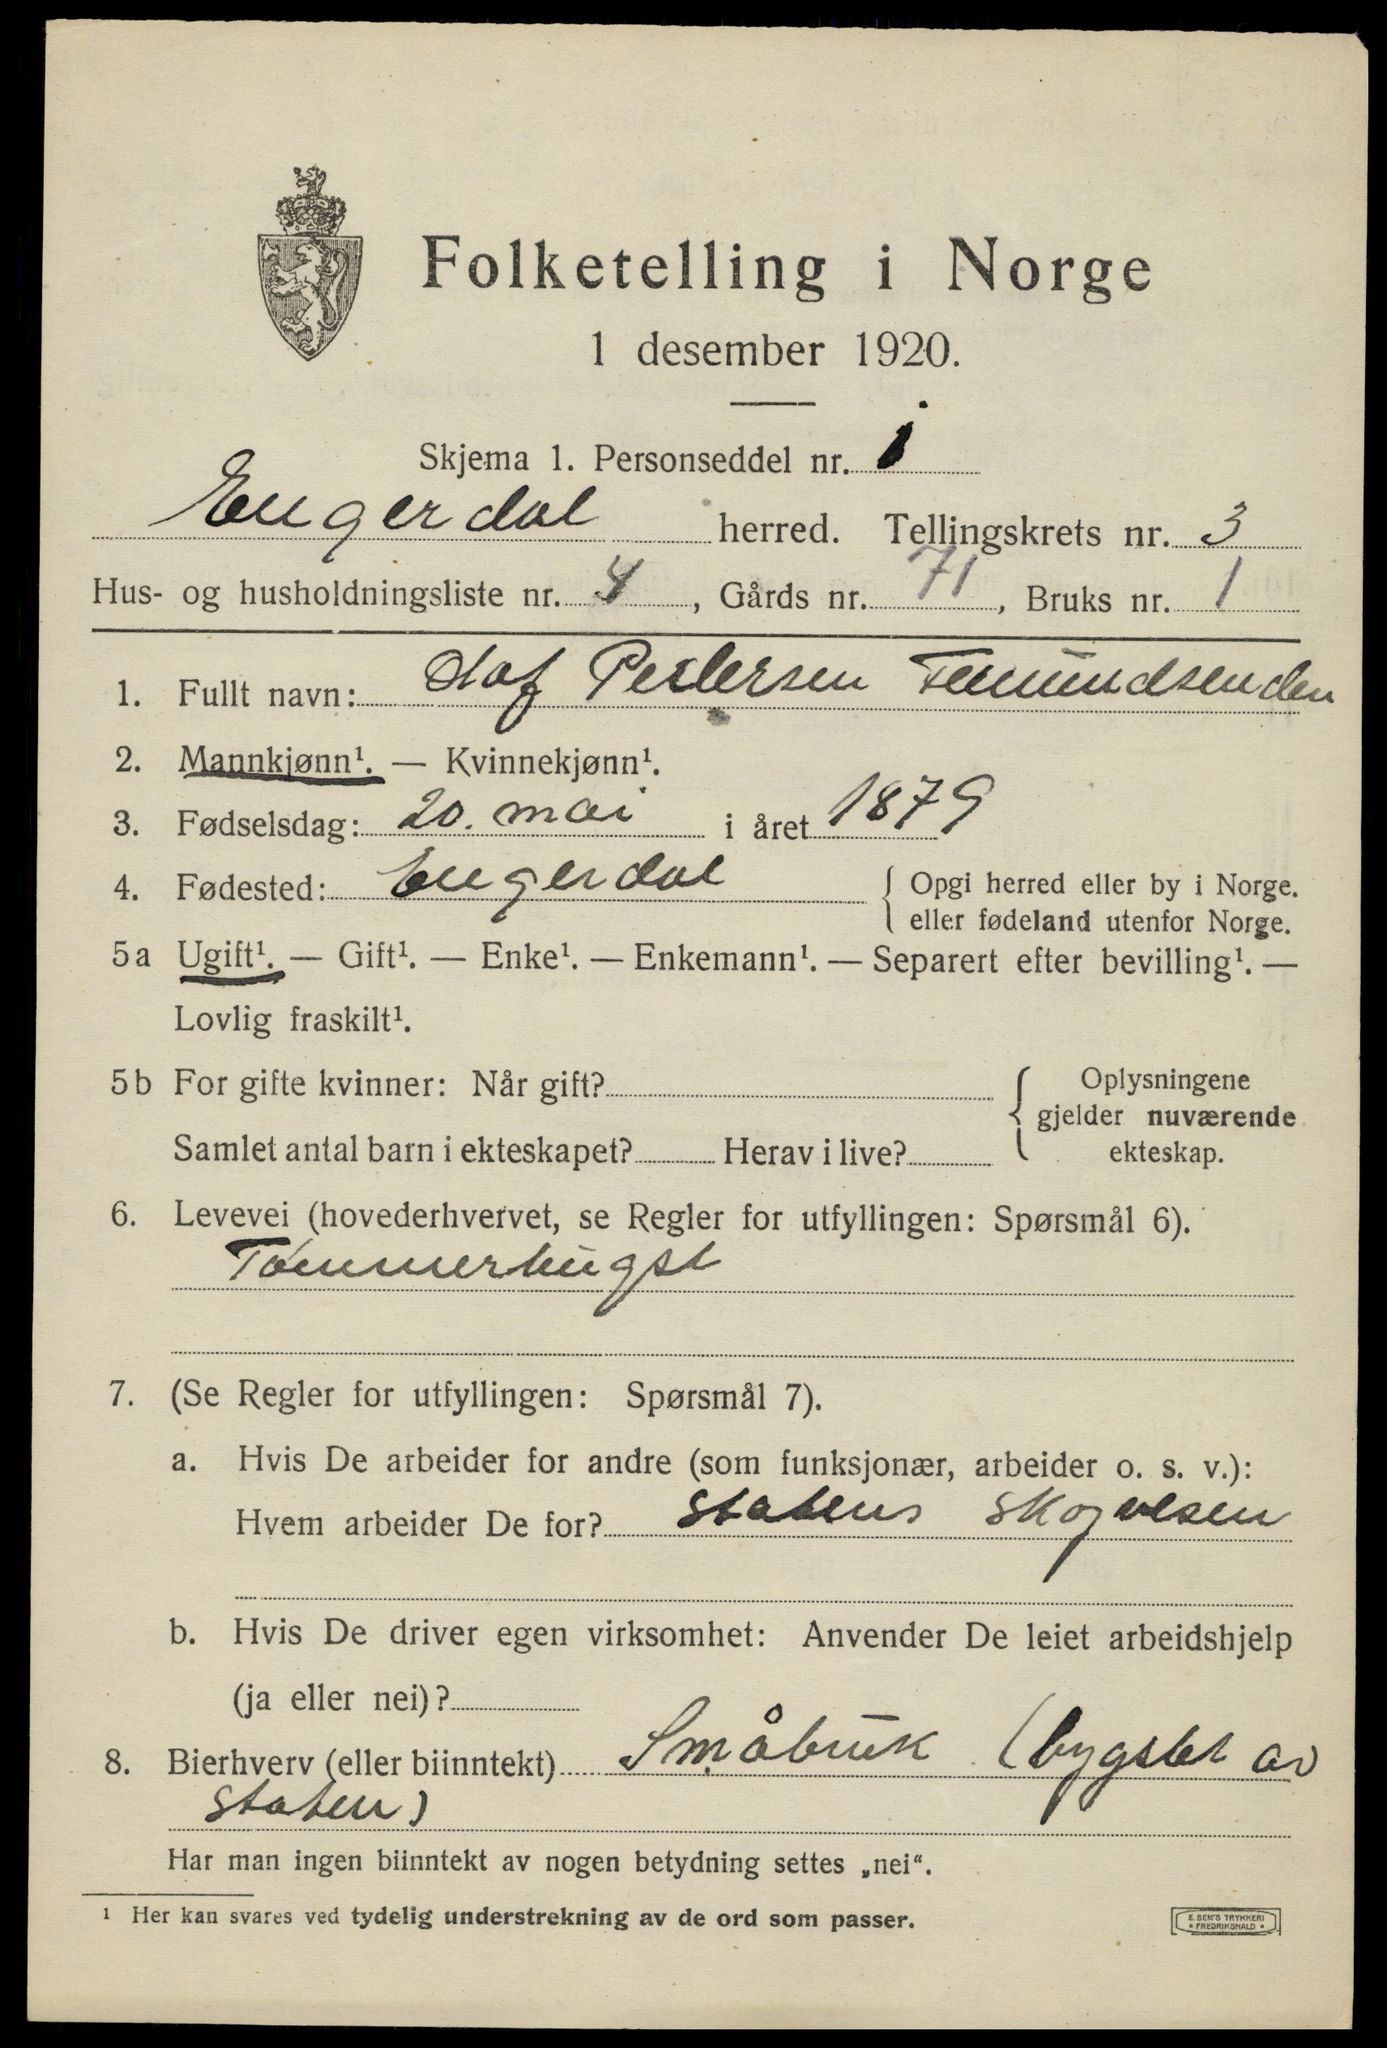 Folketelling i Norge
1 desember 1920.
Skjema 1. Personseddel nr. 1
Engerdal herred. Tellingskrets nr. 3
Hus- og husholdningsliste nr. 4, Gårds nr. 71, Bruks nr. 1
1. Fullt navn: Olaf Pedersen Femundsenden
2. Mannkjønn¹. — Kvinnekjønn¹.
3. Fødselsdag: 20. mai i året 1879
4. Fødested: Engerdal { Opgi herred eller by i Norge.
eller fødeland utenfor Norge.
5a Ugift¹. — Gift¹. — Enke¹. — Enkemann¹. — Separert efter bevilling¹. —
Lovlig fraskilt¹.
5b For gifte kvinner: Når gift? { Oplysningene
gjelder nuværende
Samlet antal barn i ekteskapet? Herav i live? ekteskap.
6. Levevei (hovederhvervet, se Regler for utfyllingen: Spørsmål 6).
Tømmerhugst
7. (Se Regler for utfyllingen: Spørsmål 7).
a. Hvis De arbeider for andre (som funksjonær, arbeider o. s. v.):
Hvem arbeider De for? Statens Skogvesen
b. Hvis De driver egen virksomhet: Anvender De leiet arbeidshjelp
(ja eller nei)?
8. Bierhverv (eller biinntekt) Småbruk (bygslet av
Staten)
Har man ingen biinntekt av nogen betydning settes „nei“.
¹ Her kan svares ved tydelig understrekning av de ord som passer.
E. SEM'S TRYKKERI
* FREDRIKSHALD *